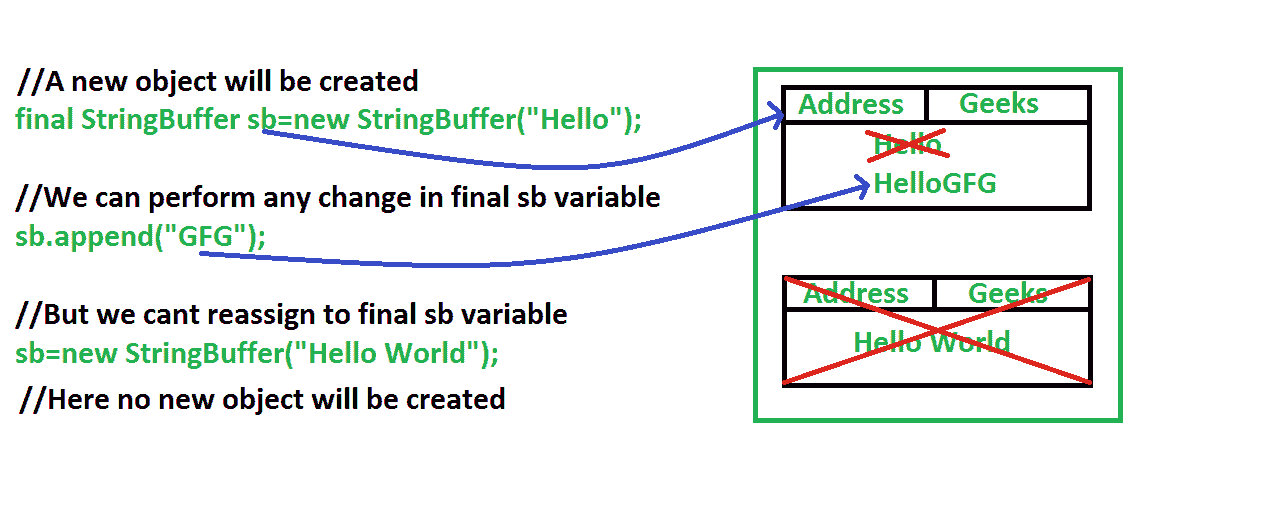 //A new object will be created
final StringBuffer sb=new StringBuffer("Hello");
//We can perform any change in final sb variable
sb.append("GFG");
//But we cant reassign to final sb variable
sb=new StringBuffer("Hello World");
//Here no new object will be created
Address Geeks
Hello
HelloGFG
Address Geeks
Hello World